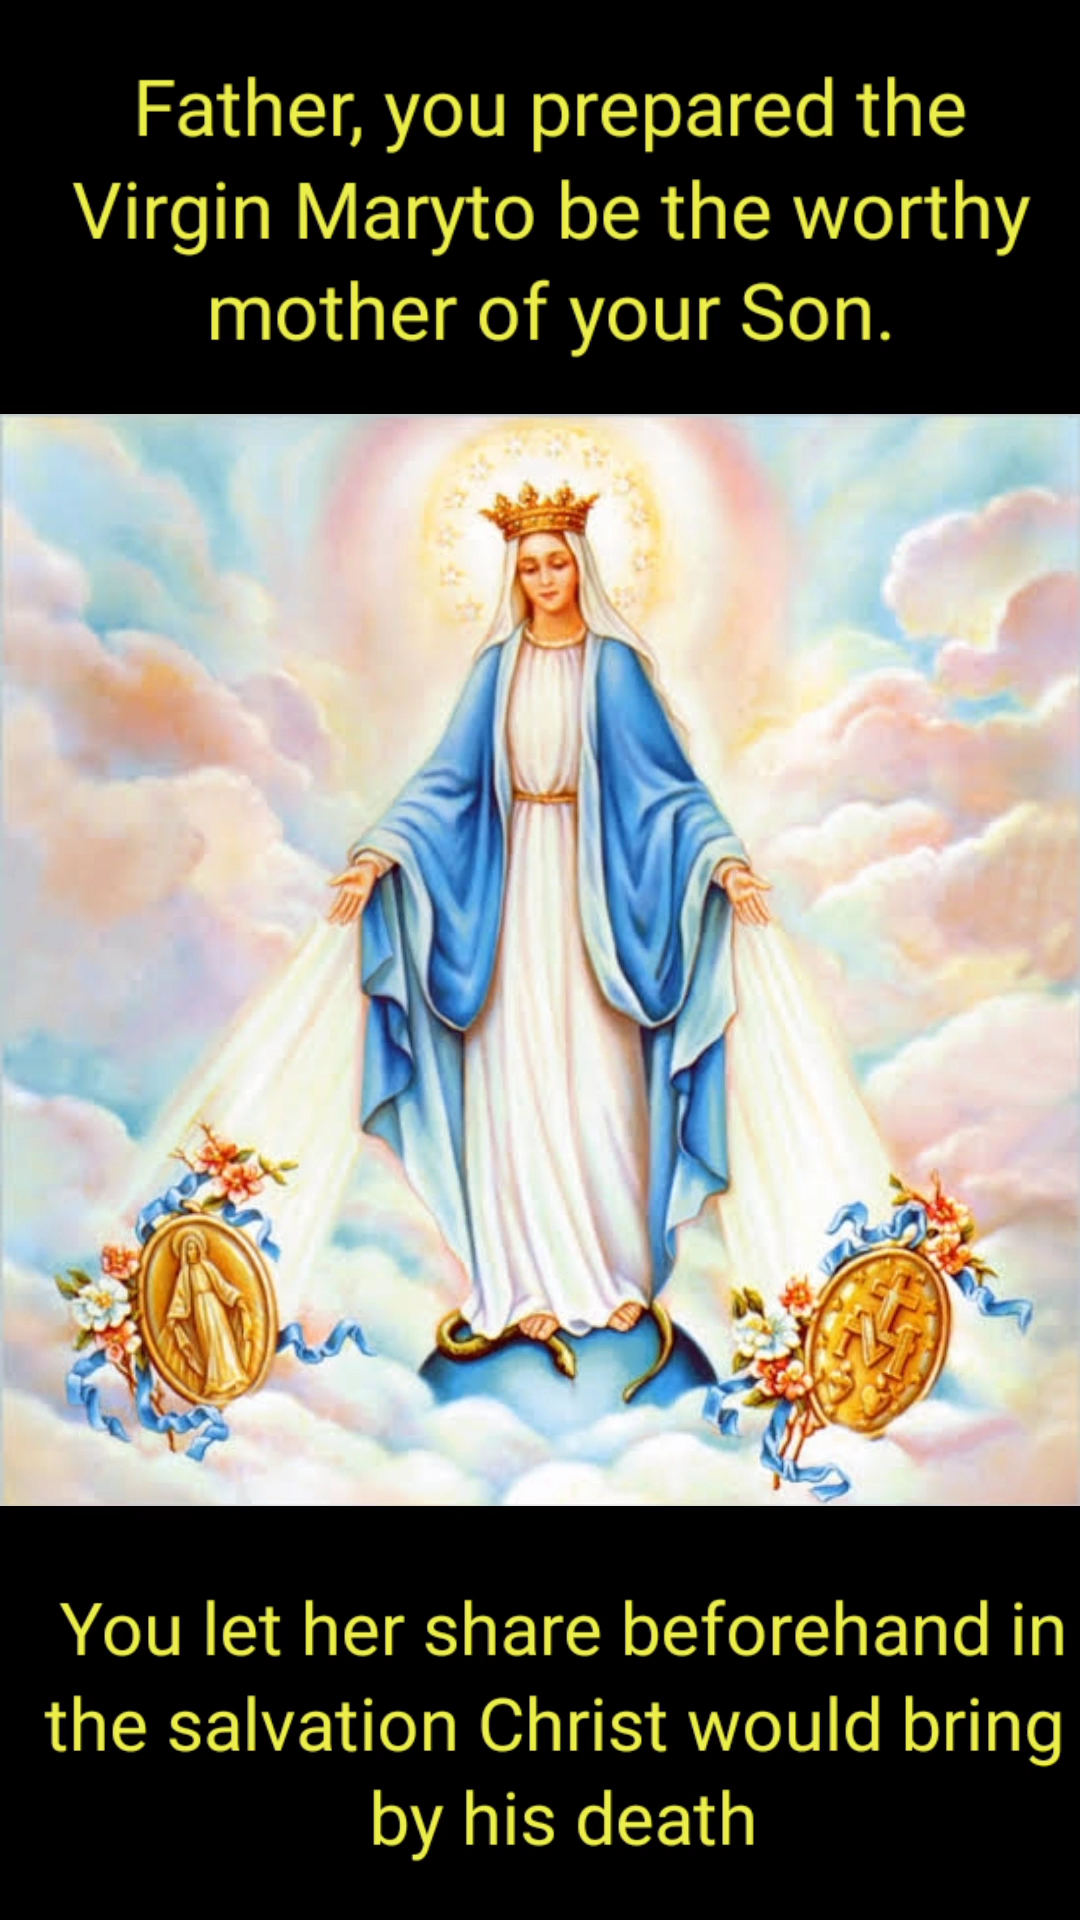 Father, you prepared the
Virgin Maryto be the worthy
mother of your Son.
You let her share beforehand in
the salvation Christ would bring
by his death